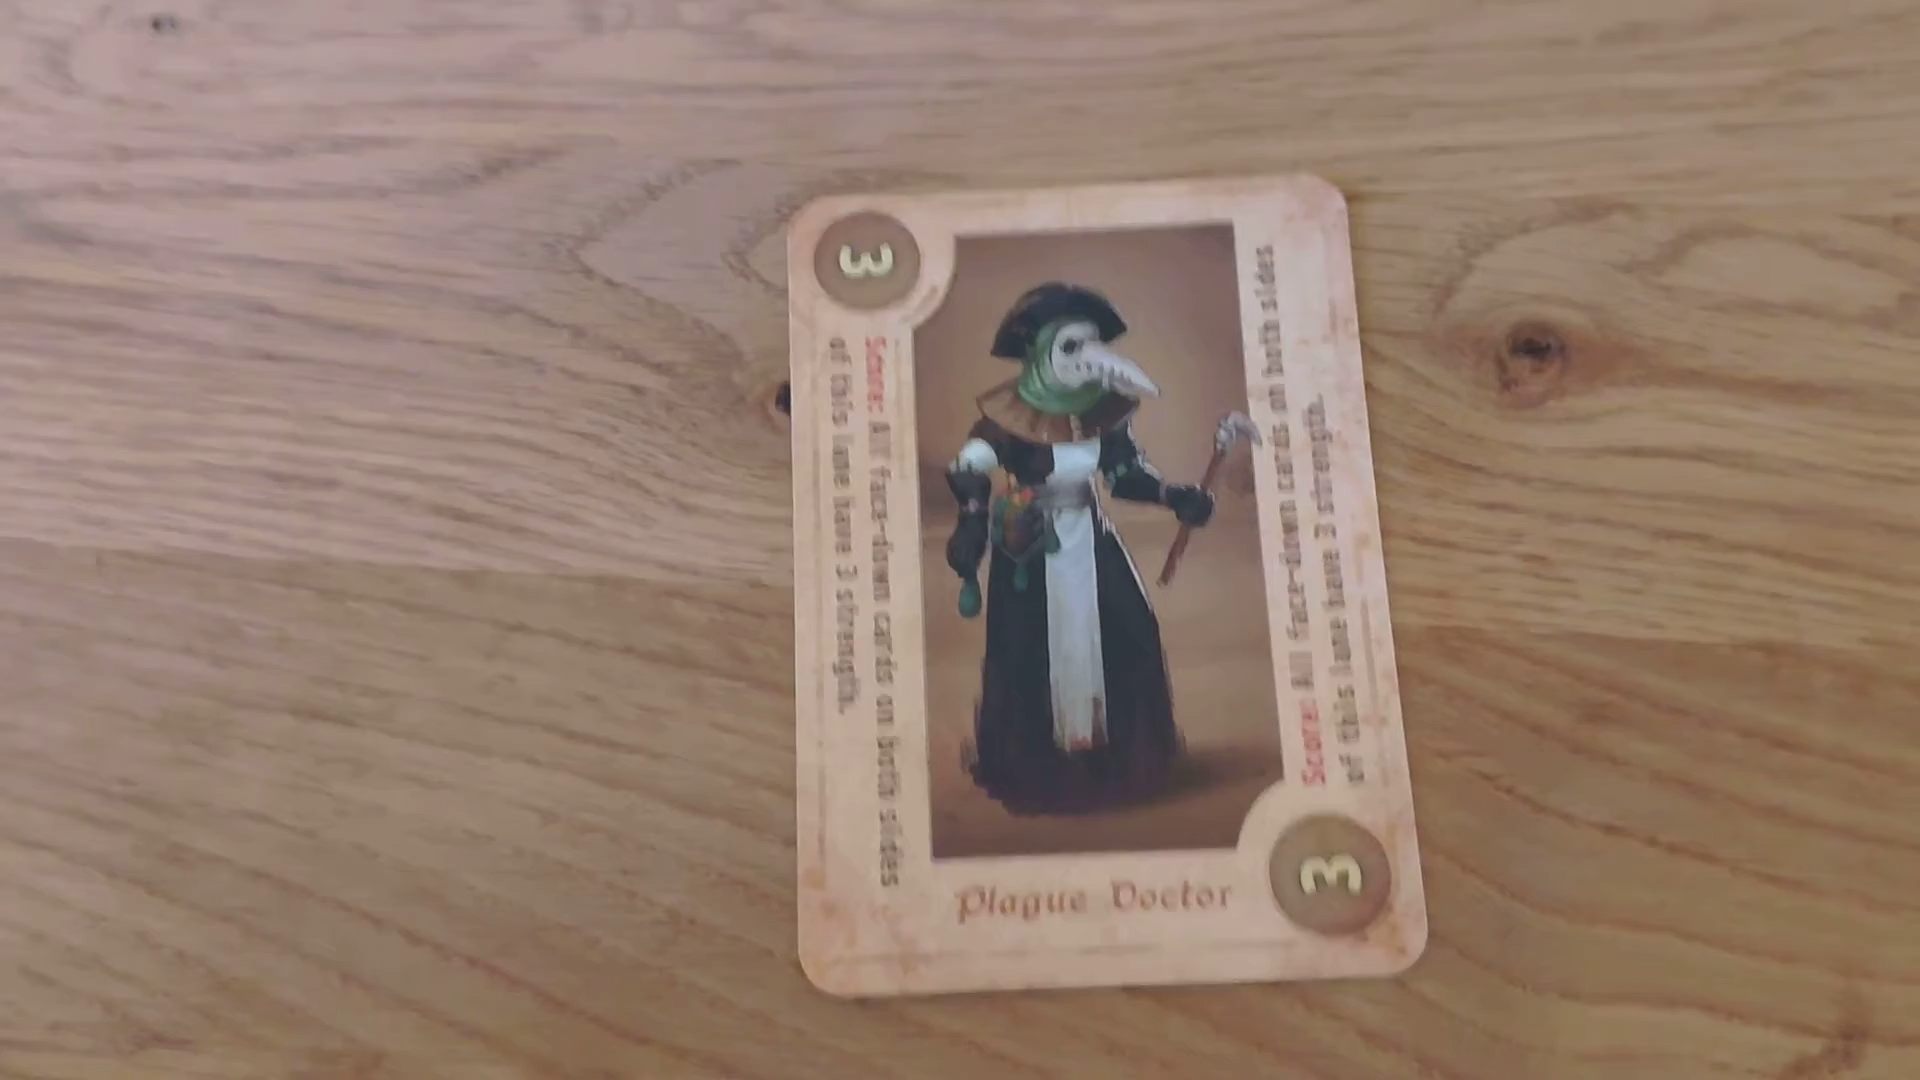 3
Score: All face-down cards on both sides
of this lane have 3 strength.
Score: All face-down cards on both sides
of this lane have 3 strength.
Plague Doctor
3